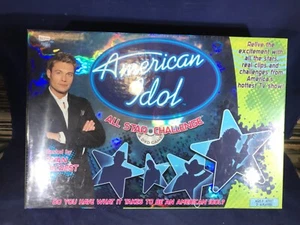 American
Idol
ALL STAR CHALLENGE
Relive the
excitement with
all the stars,
real clips and
challenges from
America's
hottest TV show
DO YOU HAVE WHAT IT TAKES TO BE AN AMERICAN IDOL?